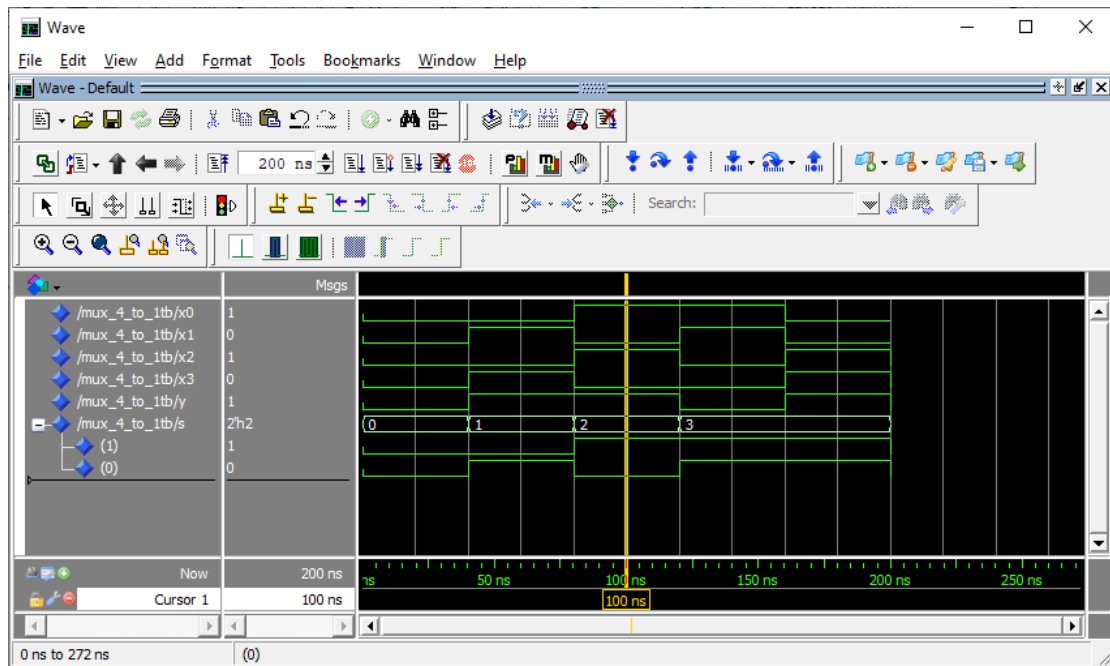 Wave
File Edit View Add Format Tools Bookmarks Window Help
Wave - Default
200 ns
Search:
Msgs
/mux_4_to_1tb/x0 1
/mux_4_to_1tb/x1 0
/mux_4_to_1tb/x2 1
/mux_4_to_1tb/x3 0
/mux_4_to_1tb/y 1
/mux_4_to_1tb/s 2'h2 0 1 2 3
(1) 1
(0) 0
Now 200 ns ns 50 ns 100 ns 150 ns 200 ns 250 ns
Cursor 1 100 ns 100 ns
0 ns to 272 ns (0)